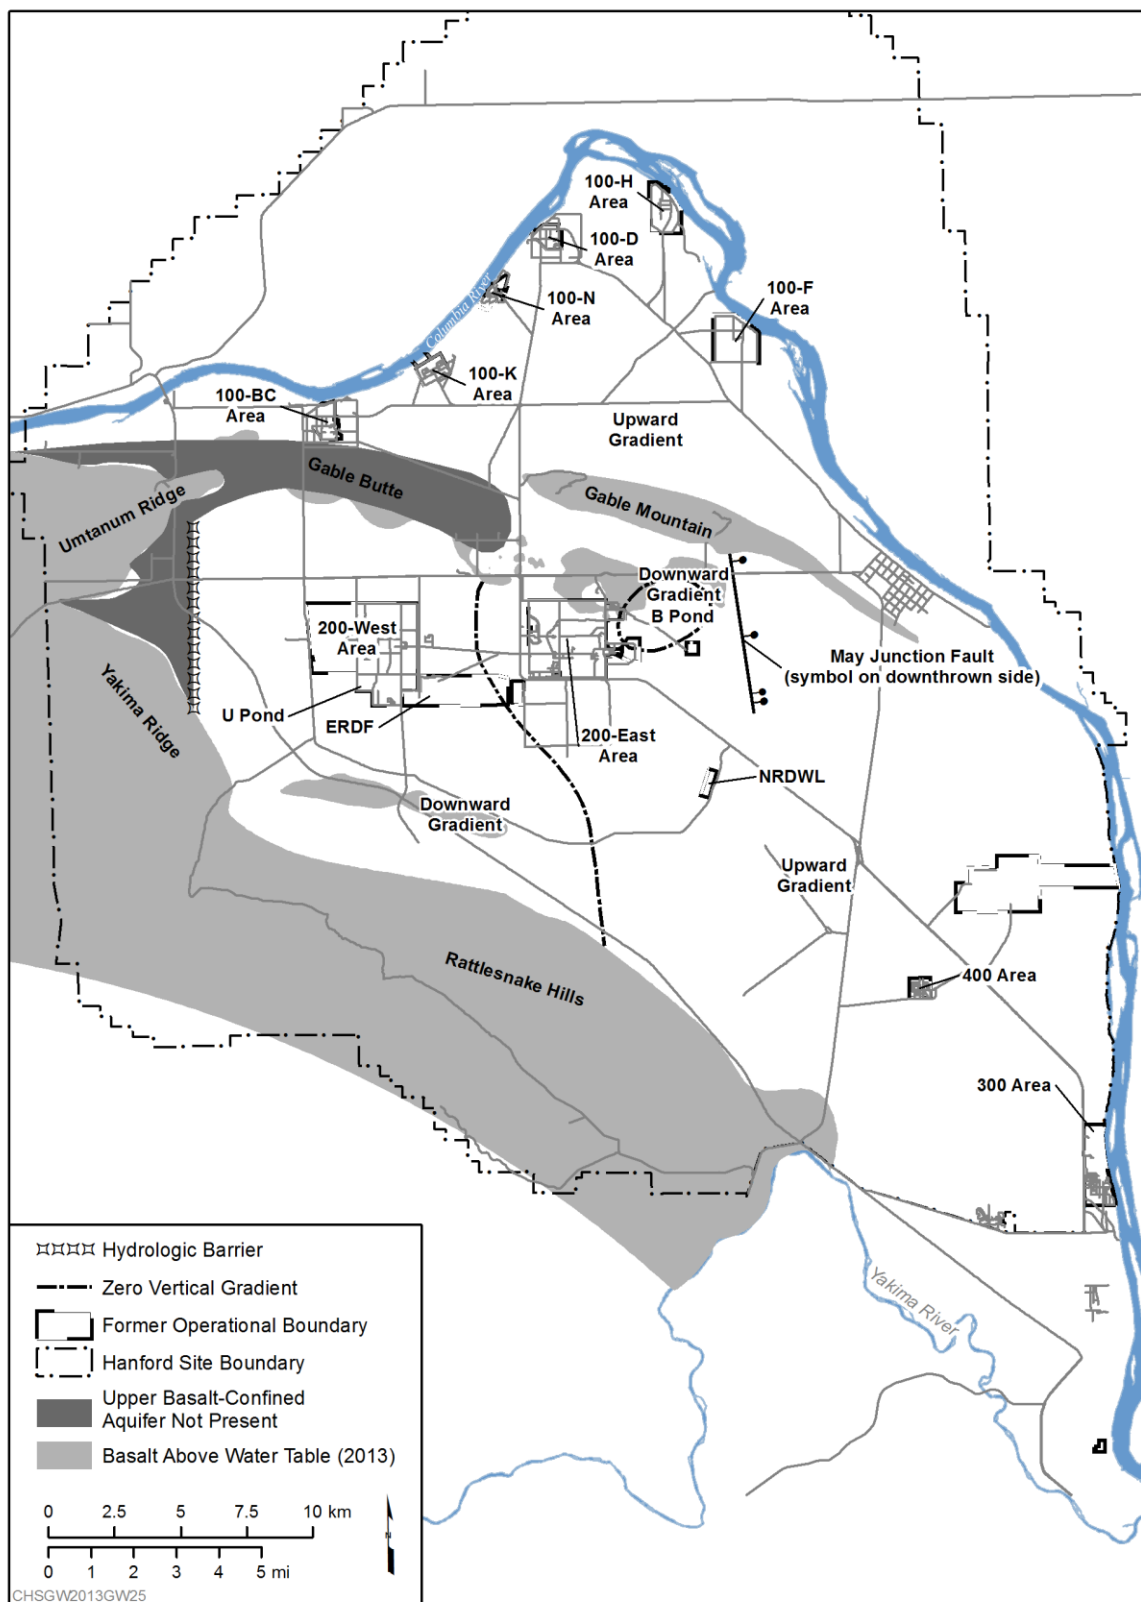 100-H
Area
100-D
Area
100-N
Area
100-F
Area
Columbia River
100-K
Area
100-BC
Area
Upward
Gradient
Gable Butte
Gable Mountain
Umtanum Ridge
Downward
Gradient
B Pond
200-West
Area
May Junction Fault
(symbol on downthrown side)
Yakima Ridge
U Pond
ERDF
200-East
Area
NRDWL
Downward
Gradient
Upward
Gradient
Rattlesnake Hills
400 Area
300 Area
Yakima River
Hydrologic Barrier
Zero Vertical Gradient
Former Operational Boundary
Hanford Site Boundary
Upper Basalt-Confined
Aquifer Not Present
Basalt Above Water Table (2013)
0 2.5 5 7.5 10 km
N
0 1 2 3 4 5 mi
CHSGW2013GW25